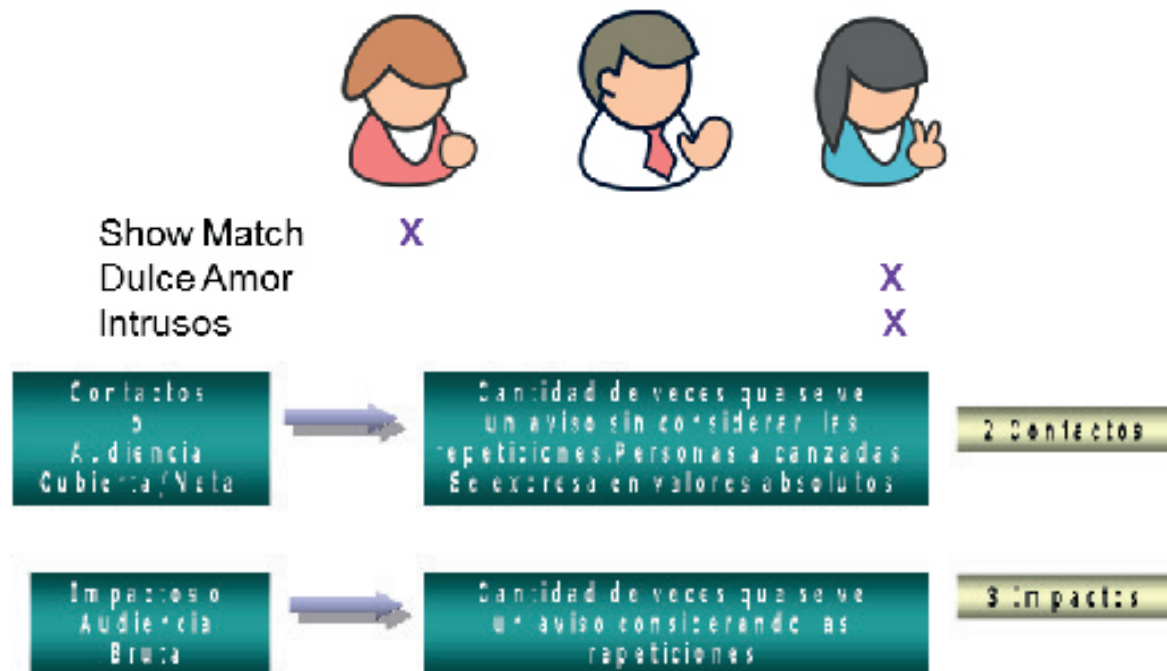 Show Match X
Dulce Amor X
Intrusos X
Contactos
o
Audiencia
Cubierta/Neta
Cantidad de veces que se ve
un aviso sin considerar las
repeticiones. Personas alcanzadas
Se expresa en valores absolutos
2 Contactos
Impactos o
Audiencia
Bruta
Cantidad de veces que se ve
un aviso considerando las
repeticiones
3 Impactos